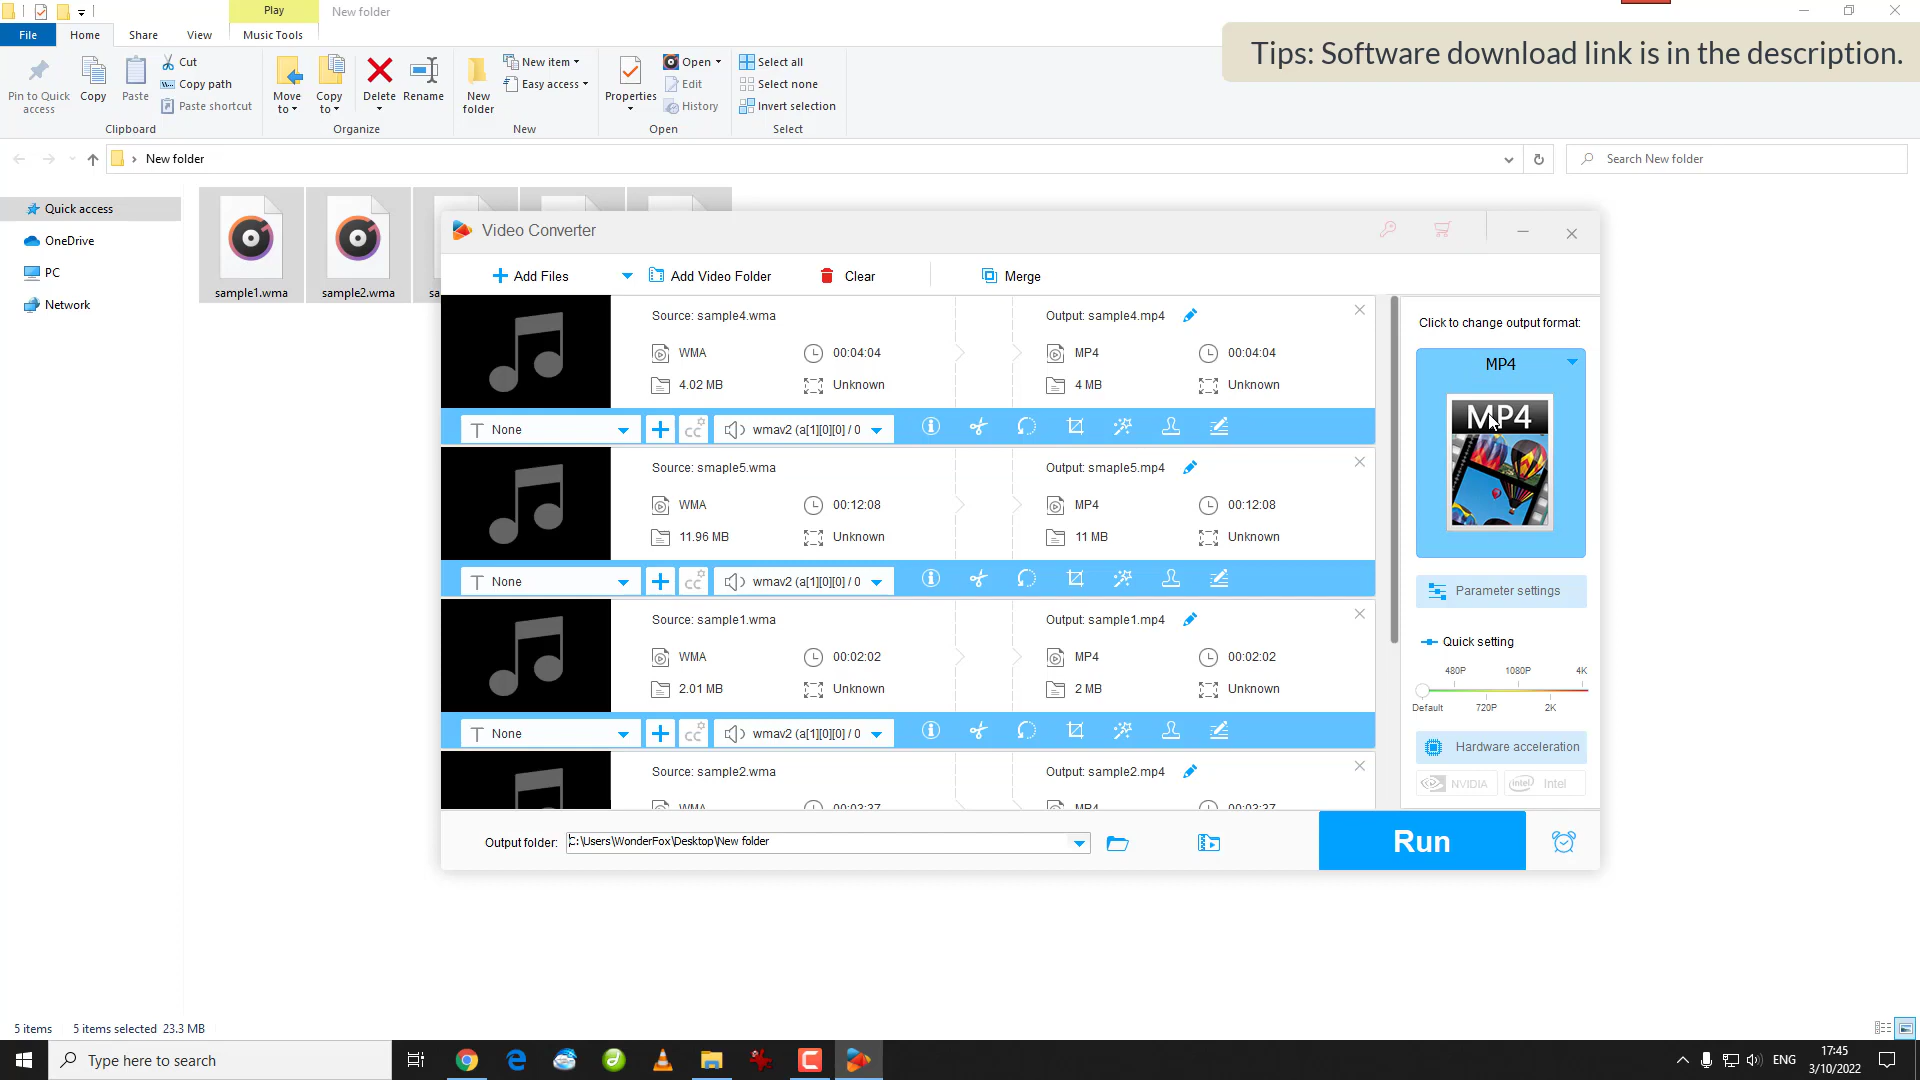 Play
New folder
File
Home
Share
View
Music Tools
Tips: Software download link is in the description.
Pin to Quick access
Copy
Paste
Cut
Copy path
Paste shortcut
Clipboard
Move to
Copy to
Delete
Rename
Organize
New folder
New item
Easy access
New
Properties
Open
Edit
History
Open
Select all
Select none
Invert selection
Select
New folder
Search New folder
Quick access
OneDrive
PC
Network
sample1.wma
sample2.wma
sa
Video Converter
Add Files
Add Video Folder
Clear
Merge
Source: sample4.wma
WMA
00:04:04
4.02 MB
Unknown
Output: sample4.mp4
MP4
00:04:04
4 MB
Unknown
None
wmav2 (a[1][0][0] / 0
Source: smaple5.wma
WMA
00:12:08
11.96 MB
Unknown
Output: smaple5.mp4
MP4
00:12:08
11 MB
Unknown
None
wmav2 (a[1][0][0] / 0
Source: sample1.wma
WMA
00:02:02
2.01 MB
Unknown
Output: sample1.mp4
MP4
00:02:02
2 MB
Unknown
None
wmav2 (a[1][0][0] / 0
Source: sample2.wma
WMA
00:03:37
Output: sample2.mp4
MP4
00:03:37
Click to change output format:
MP4
MP4
Parameter settings
Quick setting
480P 1080P 4K
Default 720P 2K
Hardware acceleration
NVIDIA
intel Intel
Output folder: C:\Users\WonderFox\Desktop\New folder
Run
5 items 5 items selected 23.3 MB
Type here to search
ENG
17:45
3/10/2022